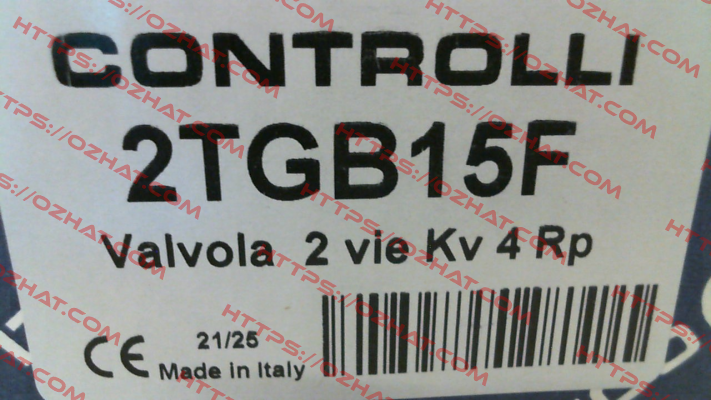 CONTROLLI
2TGB15F
Valvola 2 vie Kv 4 Rp
CE 21/25
Made in Italy
HTTPS://OZHAT.COM